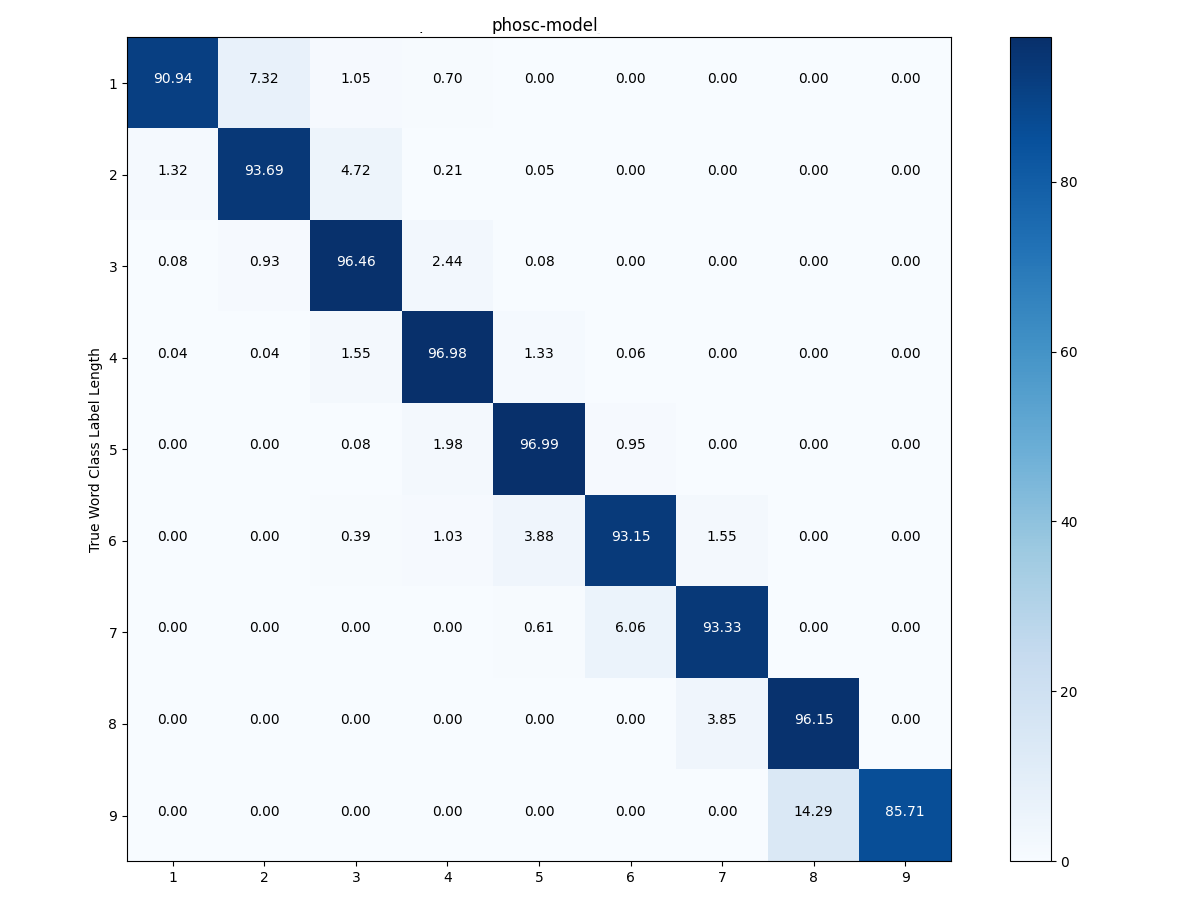 phosc-model
1 90.94 7.32 1.05 0.70 0.00 0.00 0.00 0.00 0.00
2 1.32 93.69 4.72 0.21 0.05 0.00 0.00 0.00 0.00
3 0.08 0.93 96.46 2.44 0.08 0.00 0.00 0.00 0.00
4 0.04 0.04 1.55 96.98 1.33 0.06 0.00 0.00 0.00
5 0.00 0.00 0.08 1.98 96.99 0.95 0.00 0.00 0.00
6 0.00 0.00 0.39 1.03 3.88 93.15 1.55 0.00 0.00
7 0.00 0.00 0.00 0.00 0.61 6.06 93.33 0.00 0.00
8 0.00 0.00 0.00 0.00 0.00 0.00 3.85 96.15 0.00
9 0.00 0.00 0.00 0.00 0.00 0.00 0.00 14.29 85.71
1 2 3 4 5 6 7 8 9
True Word Class Label Length
80
60
40
20
0